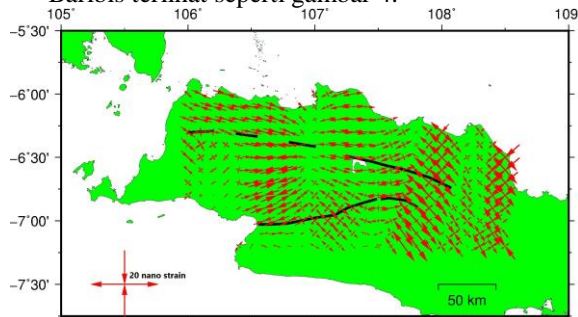 Baribis terlihat seperti gambar 4.
105° 106° 107° 108° 109
−5°30'
−6°00'
−6°30'
−7°00'
20 nano strain
−7°30'
50 km